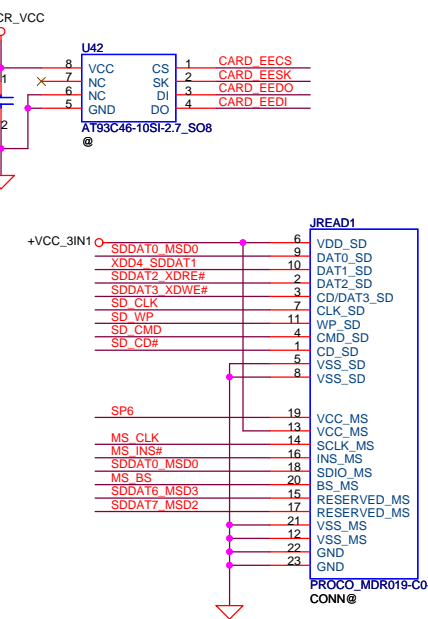 CR_VCC
U42
8 VCC CS 1 CARD_EECS
7 NC SK 2 CARD_EESK
6 NC DI 3 CARD_EEDO
5 GND DO 4 CARD_EEDI
1
2
AT93C46-10SI-2.7_SO8
@
JREAD1
+VCC_3IN1 6 VDD_SD
SDDAT0_MSD0 9 DAT0_SD
XDD4_SDDAT1 10 DAT1_SD
SDDAT2_XDRE# 2 DAT2_SD
SDDAT3_XDWE# 3 CD/DAT3_SD
SD_CLK 7 CLK_SD
SD_WP 11 WP_SD
SD_CMD 4 CMD_SD
SD_CD# 1 CD_SD
5 VSS_SD
8 VSS_SD
SP6 19 VCC_MS
13 VCC_MS
MS_CLK 14 SCLK_MS
MS_INS# 16 INS_MS
SDDAT0_MSD0 18 SDIO_MS
MS_BS 20 BS_MS
SDDAT6_MSD3 15 RESERVED_MS
SDDAT7_MSD2 17 RESERVED_MS
21 VSS_MS
12 VSS_MS
22 GND
23 GND
PROCO_MDR019-C0
CONN@